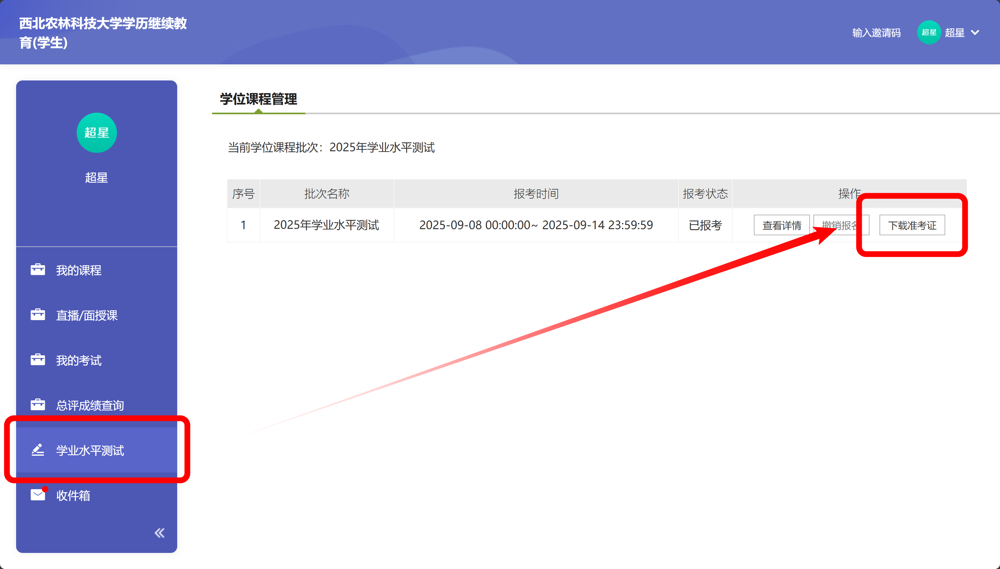 西北农林科技大学学历继续教
育(学生)
输入邀请码
超星
超星
超星
超星
我的课程
直播/面授课
我的考试
总评成绩查询
学业水平测试
收件箱
学位课程管理
当前学位课程批次：2025年学业水平测试
序号 批次名称 报考时间 报考状态 操作
1 2025年学业水平测试 2025-09-08 00:00:00~ 2025-09-14 23:59:59 已报考 查看详情 撤销报名 下载准考证